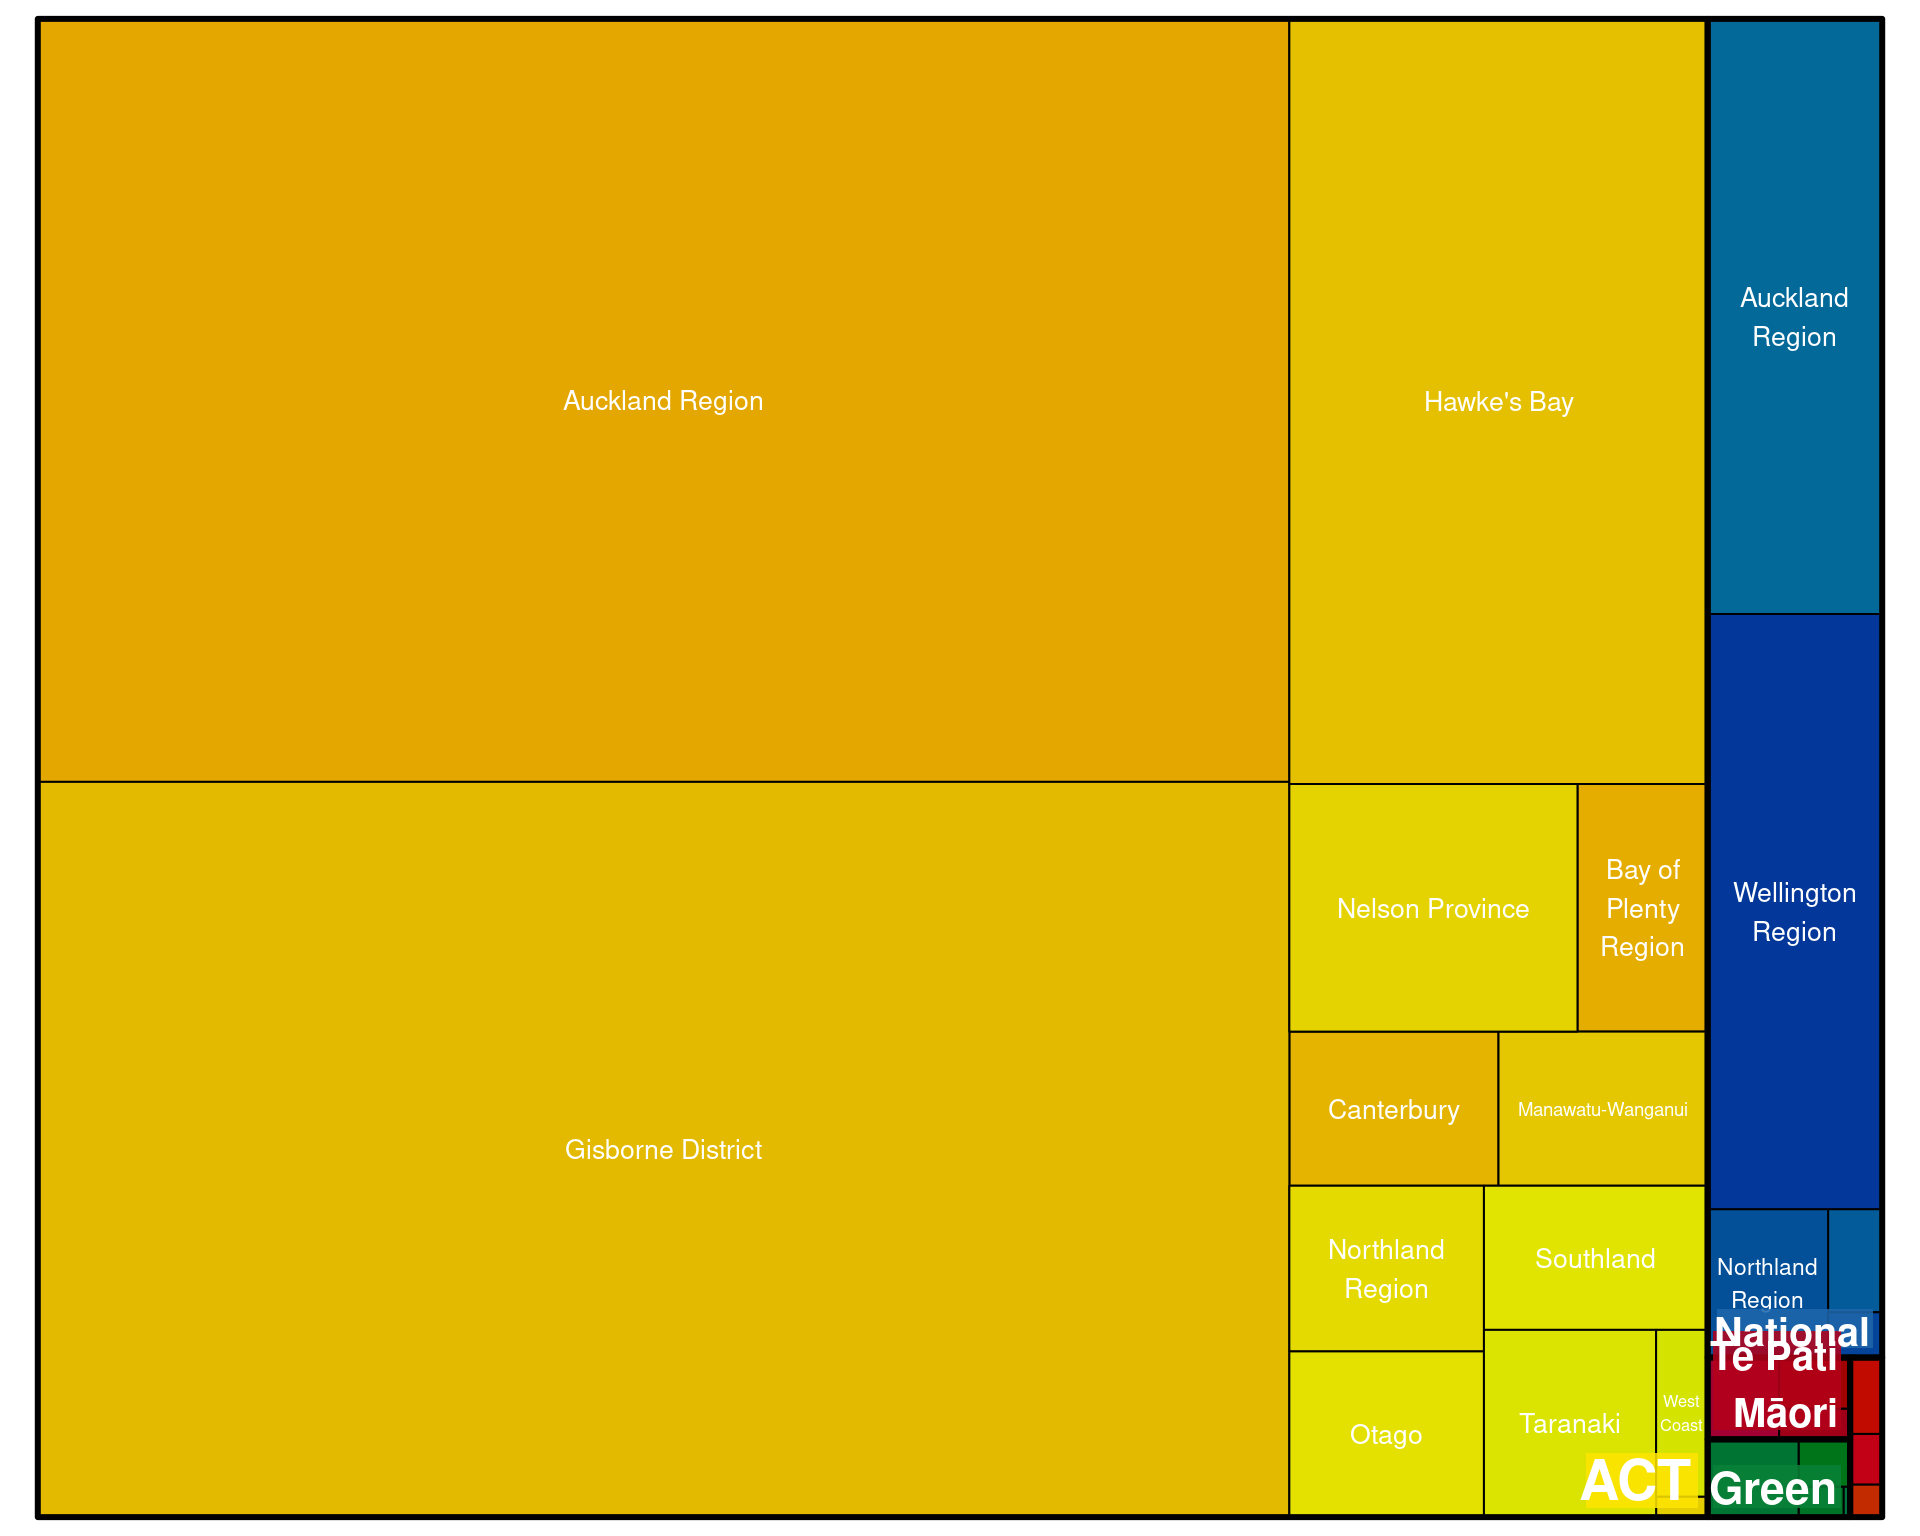 Auckland Region
Hawke's Bay
Auckland
Region
Gisborne District
Nelson Province
Bay of
Plenty
Region
Wellington
Region
Canterbury
Manawatu-Wanganui
Northland
Region
Southland
Otago
Taranaki
West
Coast
ACT
Northland
Region
National
Te Pati
Māori
Green